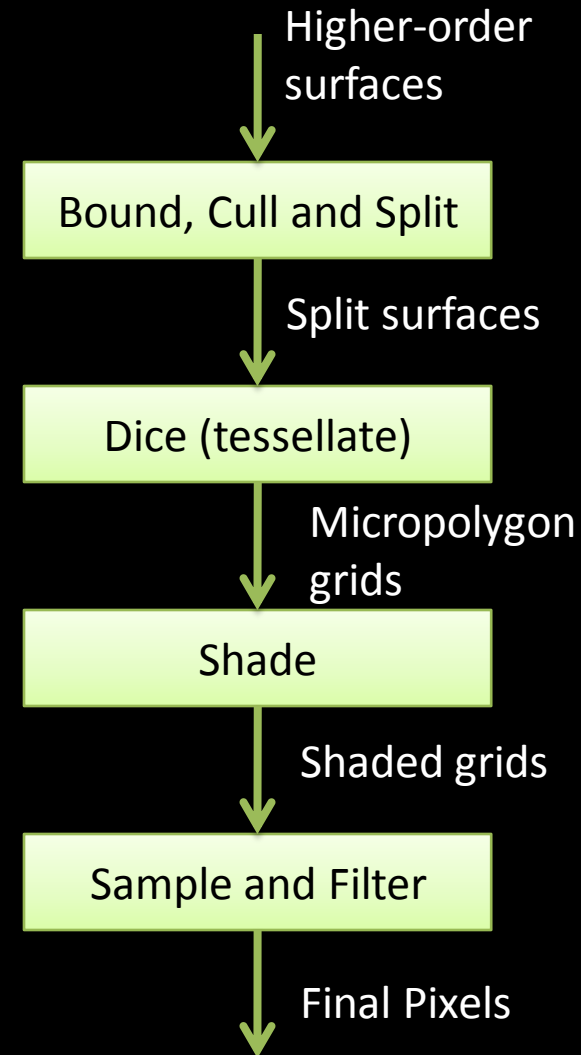 Higher-order
surfaces
Bound, Cull and Split
Split surfaces
Dice (tessellate)
Micropolygon
grids
Shade
Shaded grids
Sample and Filter
Final Pixels